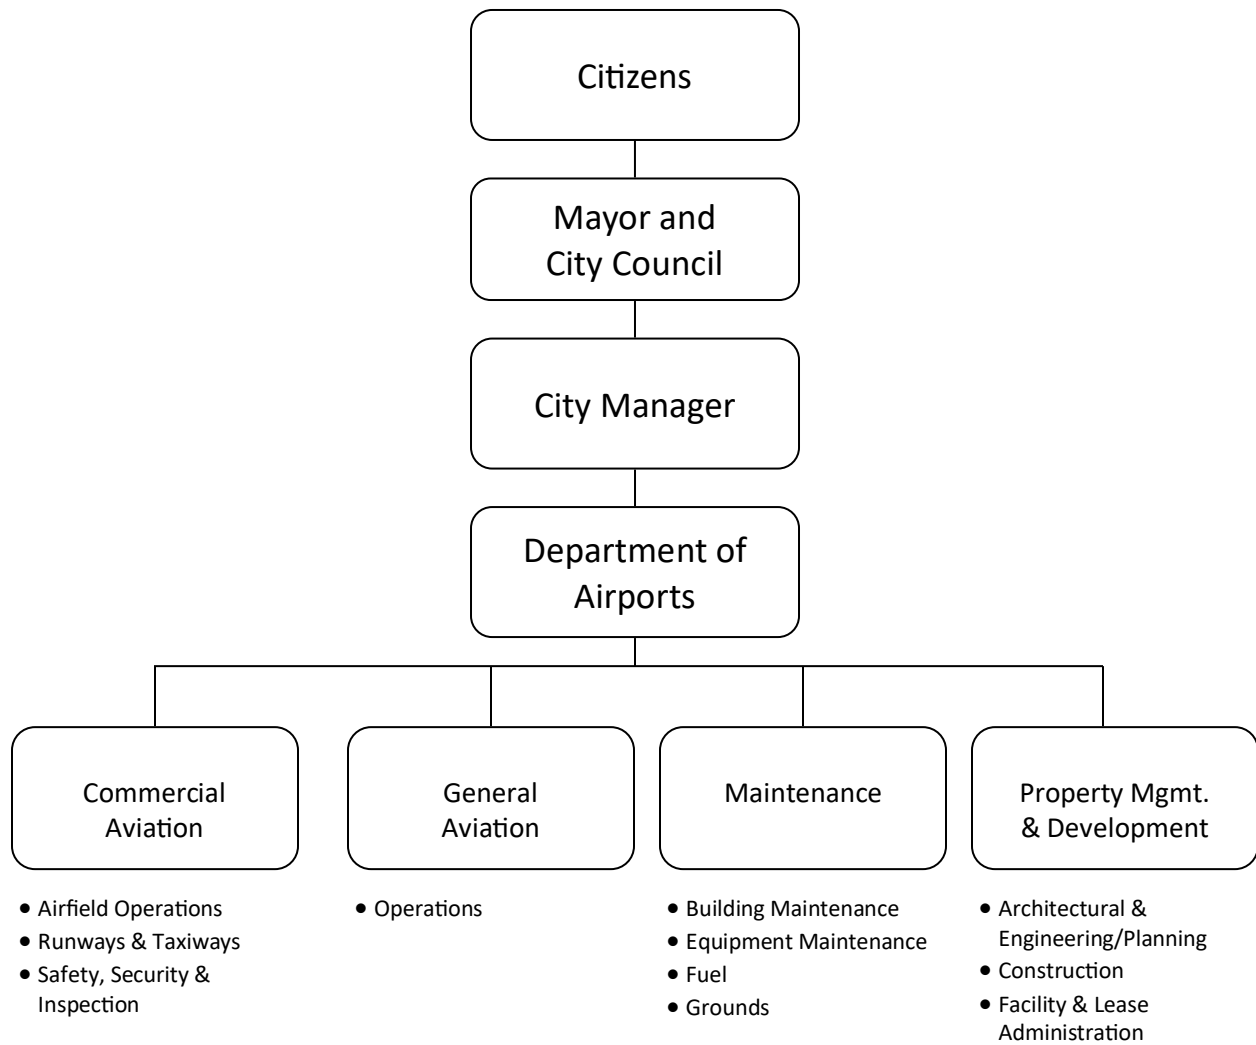 Citizens
Mayor and
City Council
City Manager
Department of
Airports
Commercial
Aviation
General
Aviation
Maintenance
Property Mgmt.
& Development
• Airfield Operations
• Runways & Taxiways
• Safety, Security &
Inspection
• Operations
• Building Maintenance
• Equipment Maintenance
• Fuel
• Grounds
• Architectural &
Engineering/Planning
• Construction
• Facility & Lease
Administration